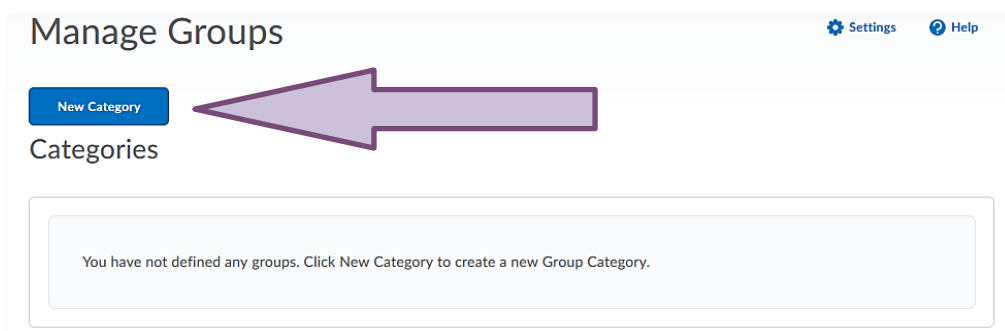 Manage Groups
Settings
Help
New Category
Categories
You have not defined any groups. Click New Category to create a new Group Category.